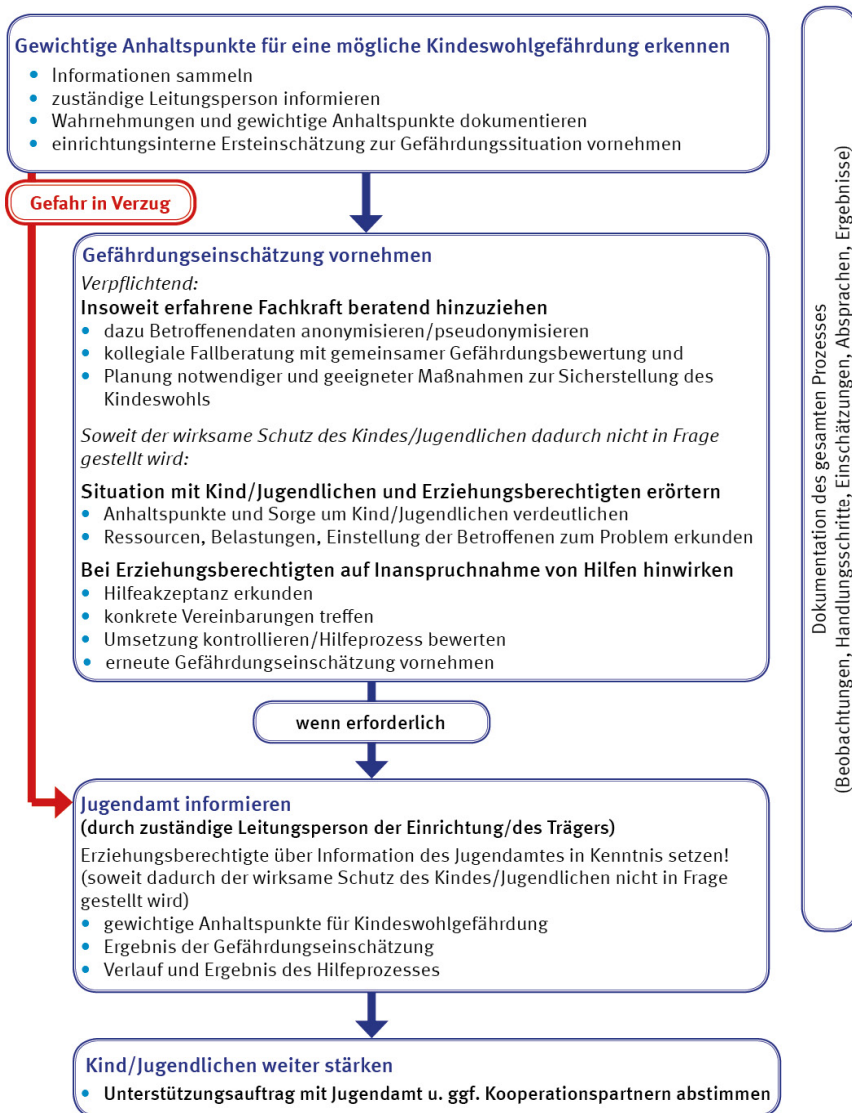 Gewichtige Anhaltspunkte für eine mögliche Kindeswohlgefährdung erkennen
• Informationen sammeln
• zuständige Leitungsperson informieren
• Wahrnehmungen und gewichtige Anhaltspunkte dokumentieren
• einrichtungsinterne Ersteinschätzung zur Gefährdungssituation vornehmen
Gefahr in Verzug
Gefährdungseinschätzung vornehmen
Verpflichtend:
Insoweit erfahrene Fachkraft beratend hinzuziehen
• dazu Betroffenendaten anonymisieren/pseudonymisieren
• kollegiale Fallberatung mit gemeinsamer Gefährdungsbewertung und
• Planung notwendiger und geeigneter Maßnahmen zur Sicherstellung des
Kindeswohls
Soweit der wirksame Schutz des Kindes/Jugendlichen dadurch nicht in Frage
gestellt wird:
Situation mit Kind/Jugendlichen und Erziehungsberechtigten erörtern
• Anhaltspunkte und Sorge um Kind/Jugendlichen verdeutlichen
• Ressourcen, Belastungen, Einstellung der Betroffenen zum Problem erkunden
Bei Erziehungsberechtigten auf Inanspruchnahme von Hilfen hinwirken
• Hilfeakzeptanz erkunden
• konkrete Vereinbarungen treffen
• Umsetzung kontrollieren/Hilfeprozess bewerten
• erneute Gefährdungseinschätzung vornehmen
wenn erforderlich
Jugendamt informieren
(durch zuständige Leitungsperson der Einrichtung/des Trägers)
Erziehungsberechtigte über Information des Jugendamtes in Kenntnis setzen!
(soweit dadurch der wirksame Schutz des Kindes/Jugendlichen nicht in Frage
gestellt wird)
• gewichtige Anhaltspunkte für Kindeswohlgefährdung
• Ergebnis der Gefährdungseinschätzung
• Verlauf und Ergebnis des Hilfeprozesses
Kind/Jugendlichen weiter stärken
• Unterstützungsauftrag mit Jugendamt u. ggf. Kooperationspartnern abstimmen
Dokumentation des gesamten Prozesses
(Beobachtungen, Handlungsschritte, Einschätzungen, Absprachen, Ergebnisse)